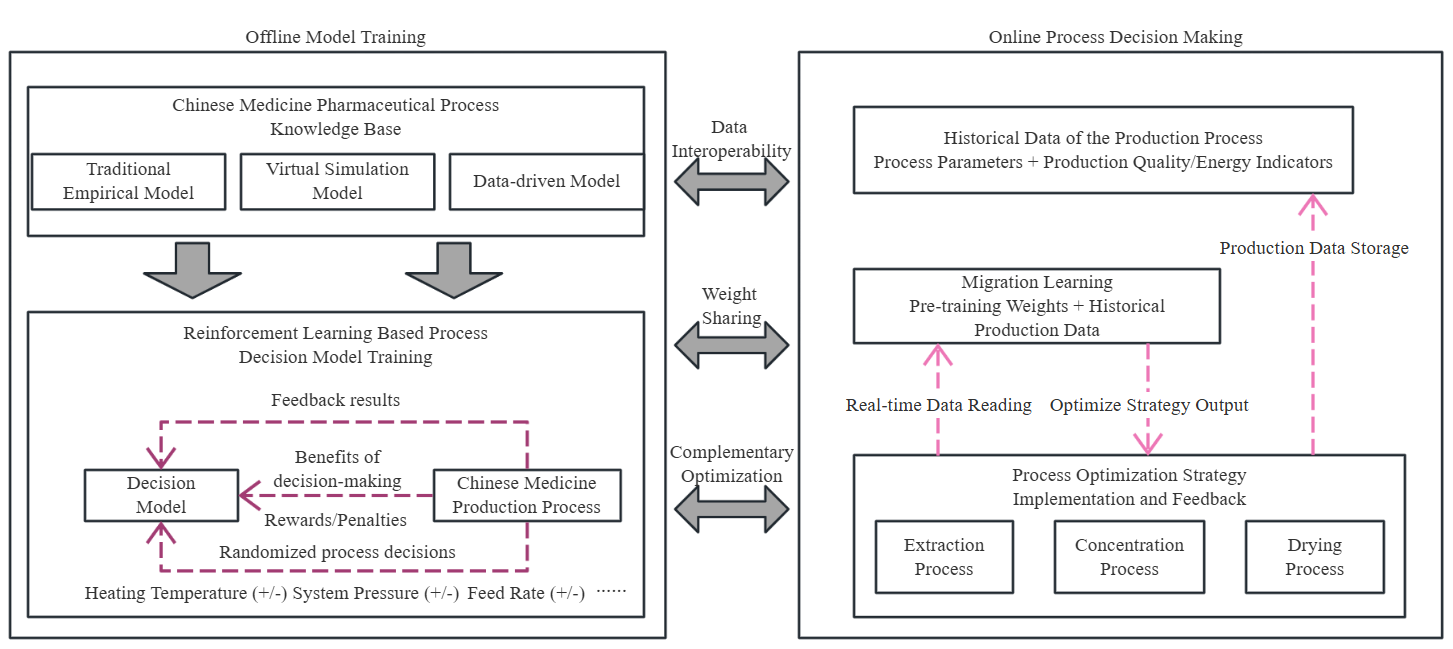 Offline Model Training
Chinese Medicine Pharmaceutical Process
Knowledge Base
Traditional
Empirical Model
Virtual Simulation
Model
Data-driven Model
Reinforcement Learning Based Process
Decision Model Training
Feedback results
Benefits of
decision-making
Decision
Model
Chinese Medicine
Production Process
Rewards/Penalties
Randomized process decisions
Heating Temperature (+/-) System Pressure (+/-) Feed Rate (+/-) ······
Data
Interoperability
Weight
Sharing
Complementary
Optimization
Online Process Decision Making
Historical Data of the Production Process
Process Parameters + Production Quality/Energy Indicators
Production Data Storage
Migration Learning
Pre-training Weights + Historical
Production Data
Real-time Data Reading
Optimize Strategy Output
Process Optimization Strategy
Implementation and Feedback
Extraction
Process
Concentration
Process
Drying
Process